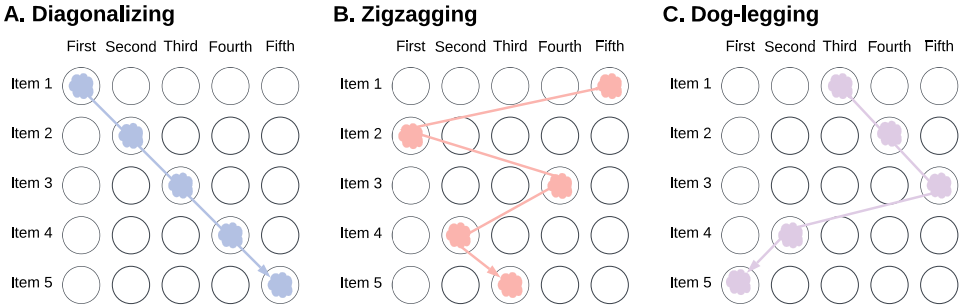 A. Diagonalizing
First Second Third Fourth Fifth
Item 1
Item 2
Item 3
Item 4
Item 5
B. Zigzagging
First Second Third Fourth Fifth
Item 1
Item 2
Item 3
Item 4
Item 5
C. Dog-legging
First Second Third Fourth Fifth
Item 1
Item 2
Item 3
Item 4
Item 5